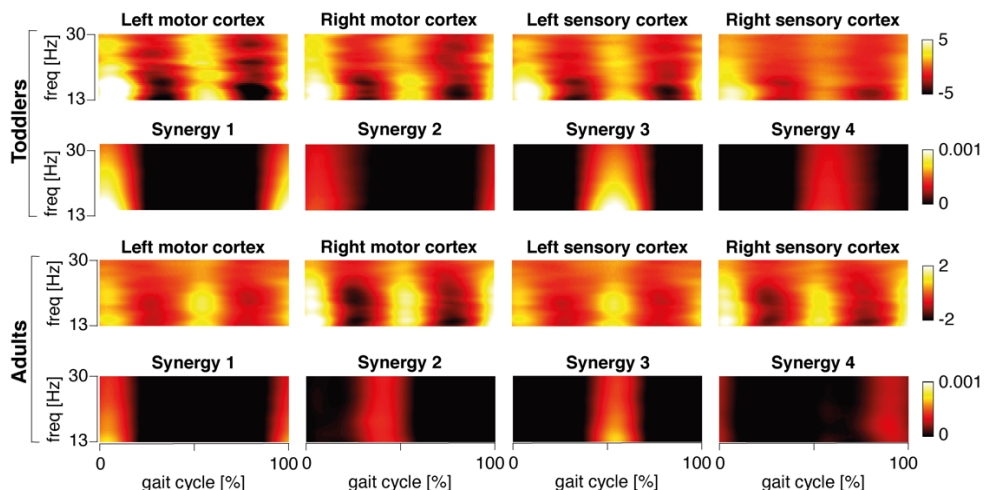 Toddlers
Left motor cortex Right motor cortex Left sensory cortex Right sensory cortex
freq [Hz] 30 13 5 -5
Synergy 1 Synergy 2 Synergy 3 Synergy 4
freq [Hz] 30 13 0.001 0
Adults
Left motor cortex Right motor cortex Left sensory cortex Right sensory cortex
freq [Hz] 30 13 2 -2
Synergy 1 Synergy 2 Synergy 3 Synergy 4
freq [Hz] 30 13 0.001 0
0 100 0 100 0 100
gait cycle [%] gait cycle [%] gait cycle [%] gait cycle [%]